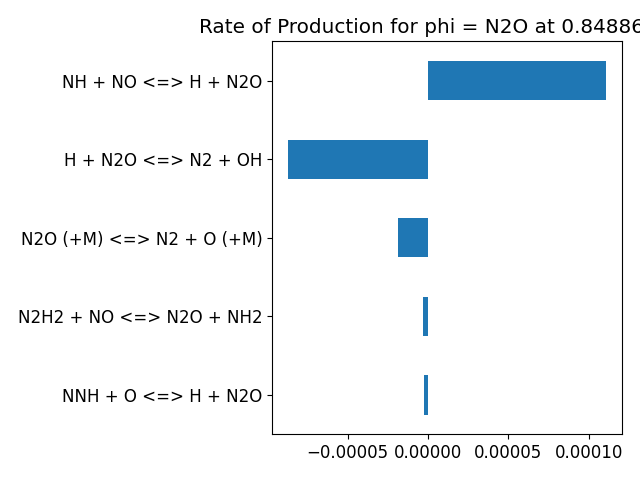 Rate of Production for phi = N2O at 0.84886
NH + NO <=> H + N2O
H + N2O <=> N2 + OH
N2O (+M) <=> N2 + O (+M)
N2H2 + NO <=> N2O + NH2
NNH + O <=> H + N2O
−0.00005 0.00000 0.00005 0.00010